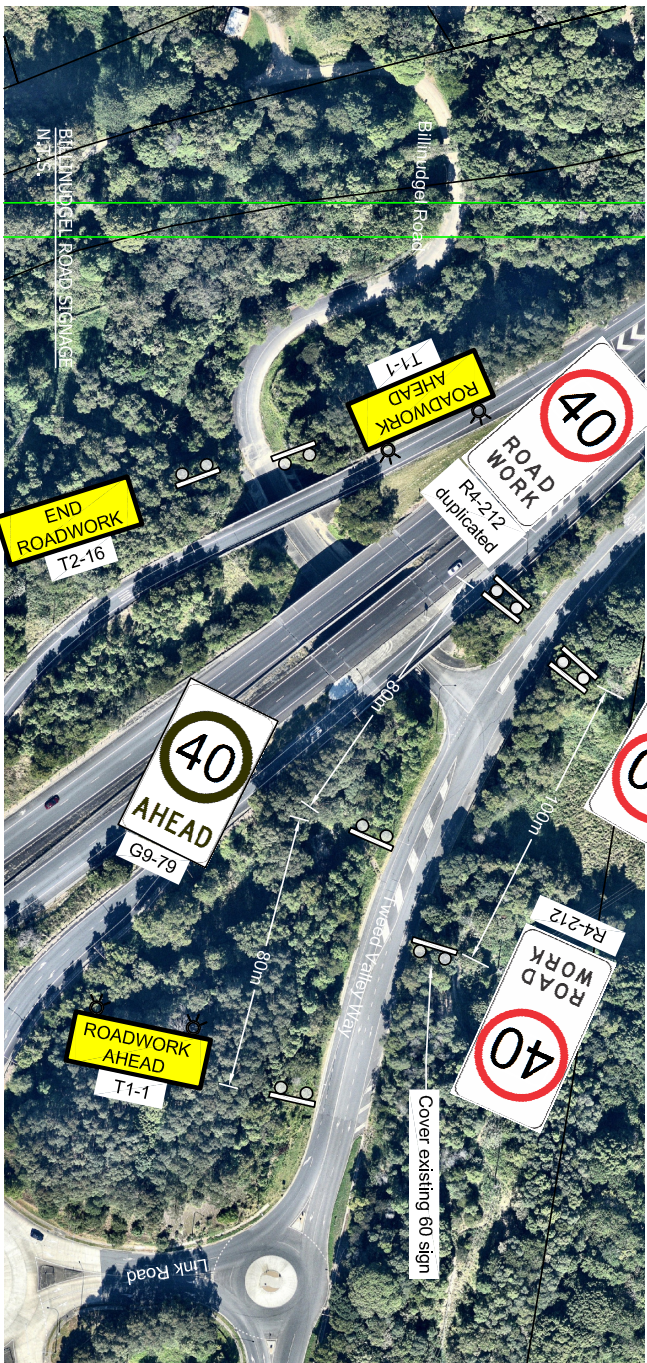 BILLINUDGEL ROAD SIGNAGE
N.T.S.
Billinudgel Road
T1-1
ROADWORK
AHEAD
40
ROAD
WORK
R4-212
duplicated
END
ROADWORK
T2-16
80m
40
AHEAD
G9-79
100m
0
80m
Tweed Valley Way
R4-212
ROAD
WORK
40
ROADWORK
AHEAD
T1-1
Cover existing 60 sign
Link Road